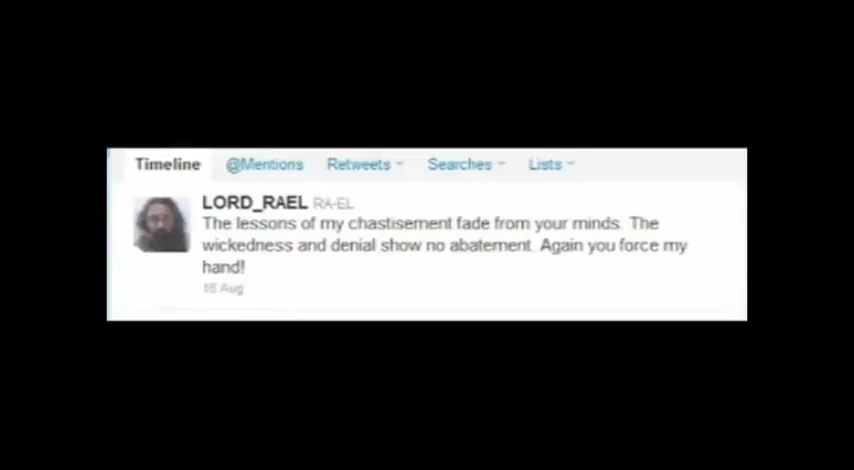 Timeline @Mentions Retweets Searches Lists
LORD_RAEL RA-EL
The lessons of my chastisement fade from your minds. The
wickedness and denial show no abatement. Again you force my
hand!
16 Aug